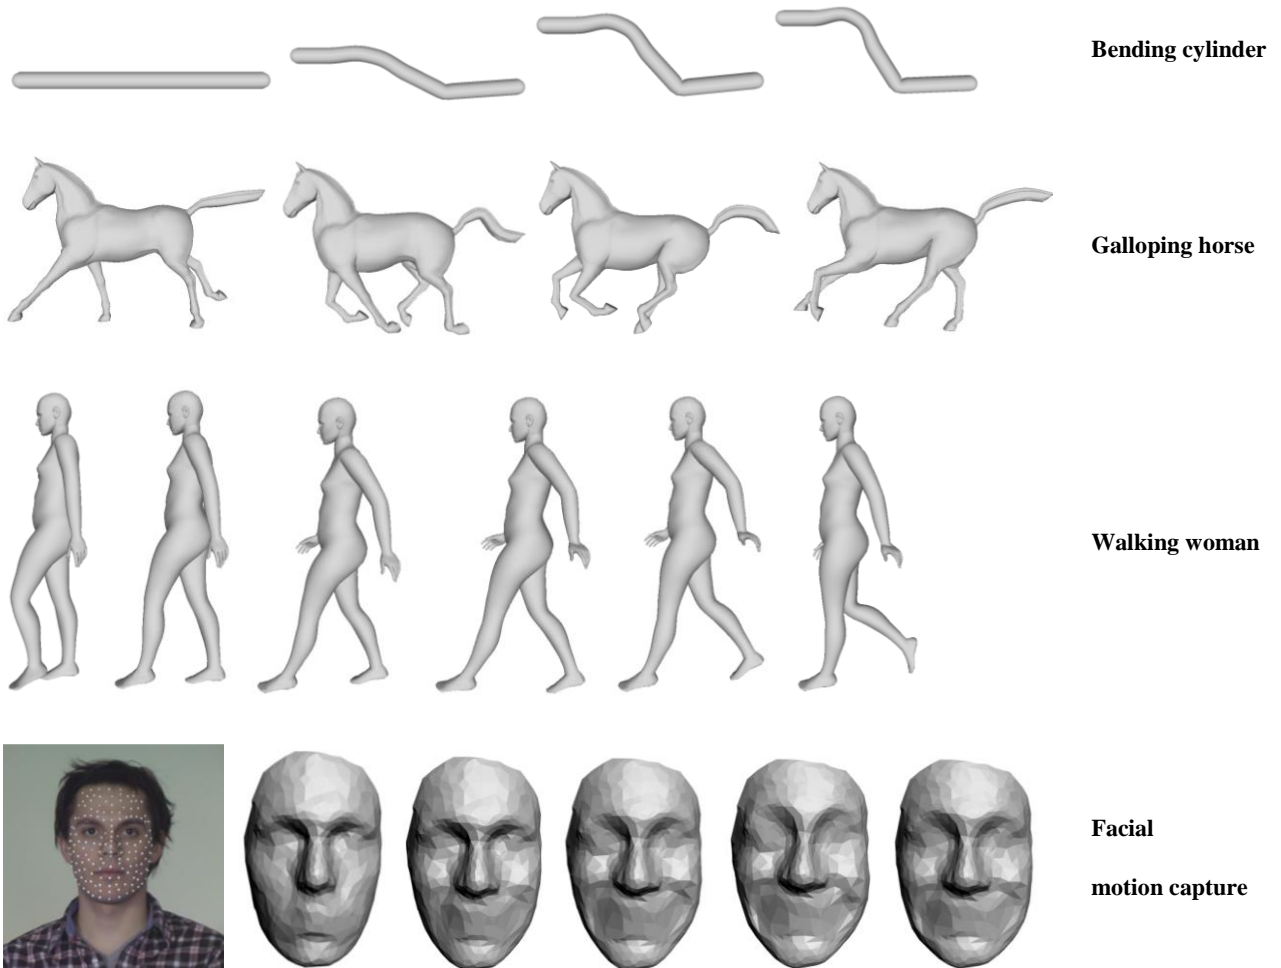 Bending cylinder
Galloping horse
Walking woman
Facial
motion capture